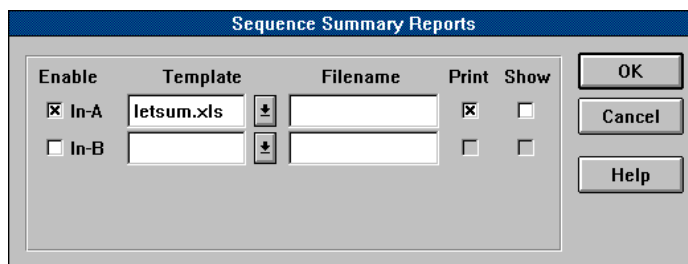 Sequence Summary Reports
Enable Template Filename Print Show
In-A letsum.xls
In-B
OK
Cancel
Help